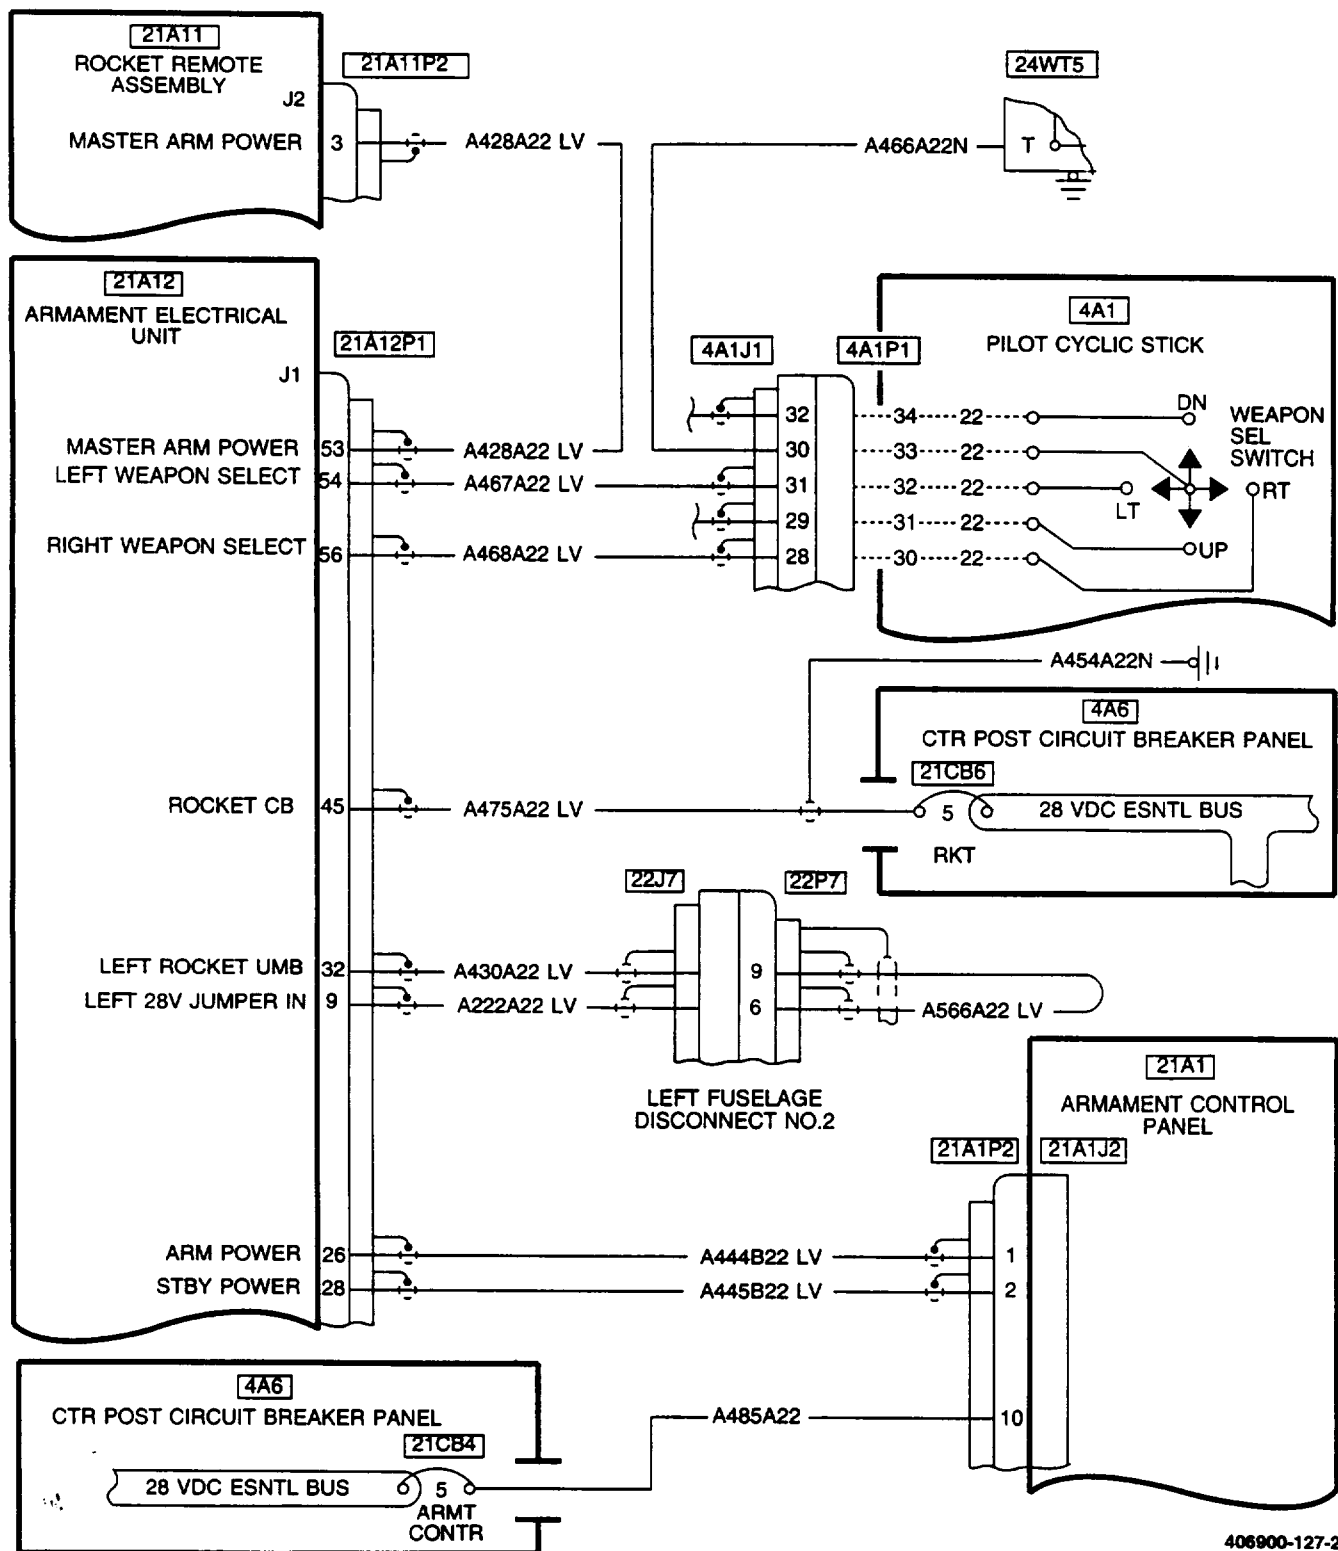 21A11
ROCKET REMOTE
ASSEMBLY
21A11P2
J2
MASTER ARM POWER 3 A428A22 LV
24WT5
A466A22N T
21A12
ARMAMENT ELECTRICAL
UNIT
21A12P1
J1
4A1J1 4A1P1
4A1
PILOT CYCLIC STICK
MASTER ARM POWER 53 A428A22 LV
LEFT WEAPON SELECT 54 A467A22 LV
RIGHT WEAPON SELECT 56 A468A22 LV
32 34 22 DN
30 33 22
31 32 22 LT RT
29 31 22 UP
28 30 22
WEAPON
SEL
SWITCH
A454A22N
4A6
CTR POST CIRCUIT BREAKER PANEL
21CB6
ROCKET CB 45 A475A22 LV 5 28 VDC ESNTL BUS
RKT
22J7 22P7
LEFT ROCKET UMB 32 A430A22 LV 9
LEFT 28V JUMPER IN 9 A222A22 LV 6 A566A22 LV
LEFT FUSELAGE
DISCONNECT NO.2
21A1
ARMAMENT CONTROL
PANEL
21A1P2 21A1J2
ARM POWER 26 A444B22 LV 1
STBY POWER 28 A445B22 LV 2
4A6
CTR POST CIRCUIT BREAKER PANEL
21CB4
A485A22 10
28 VDC ESNTL BUS 5
ARMT
CONTR
406900-127-2